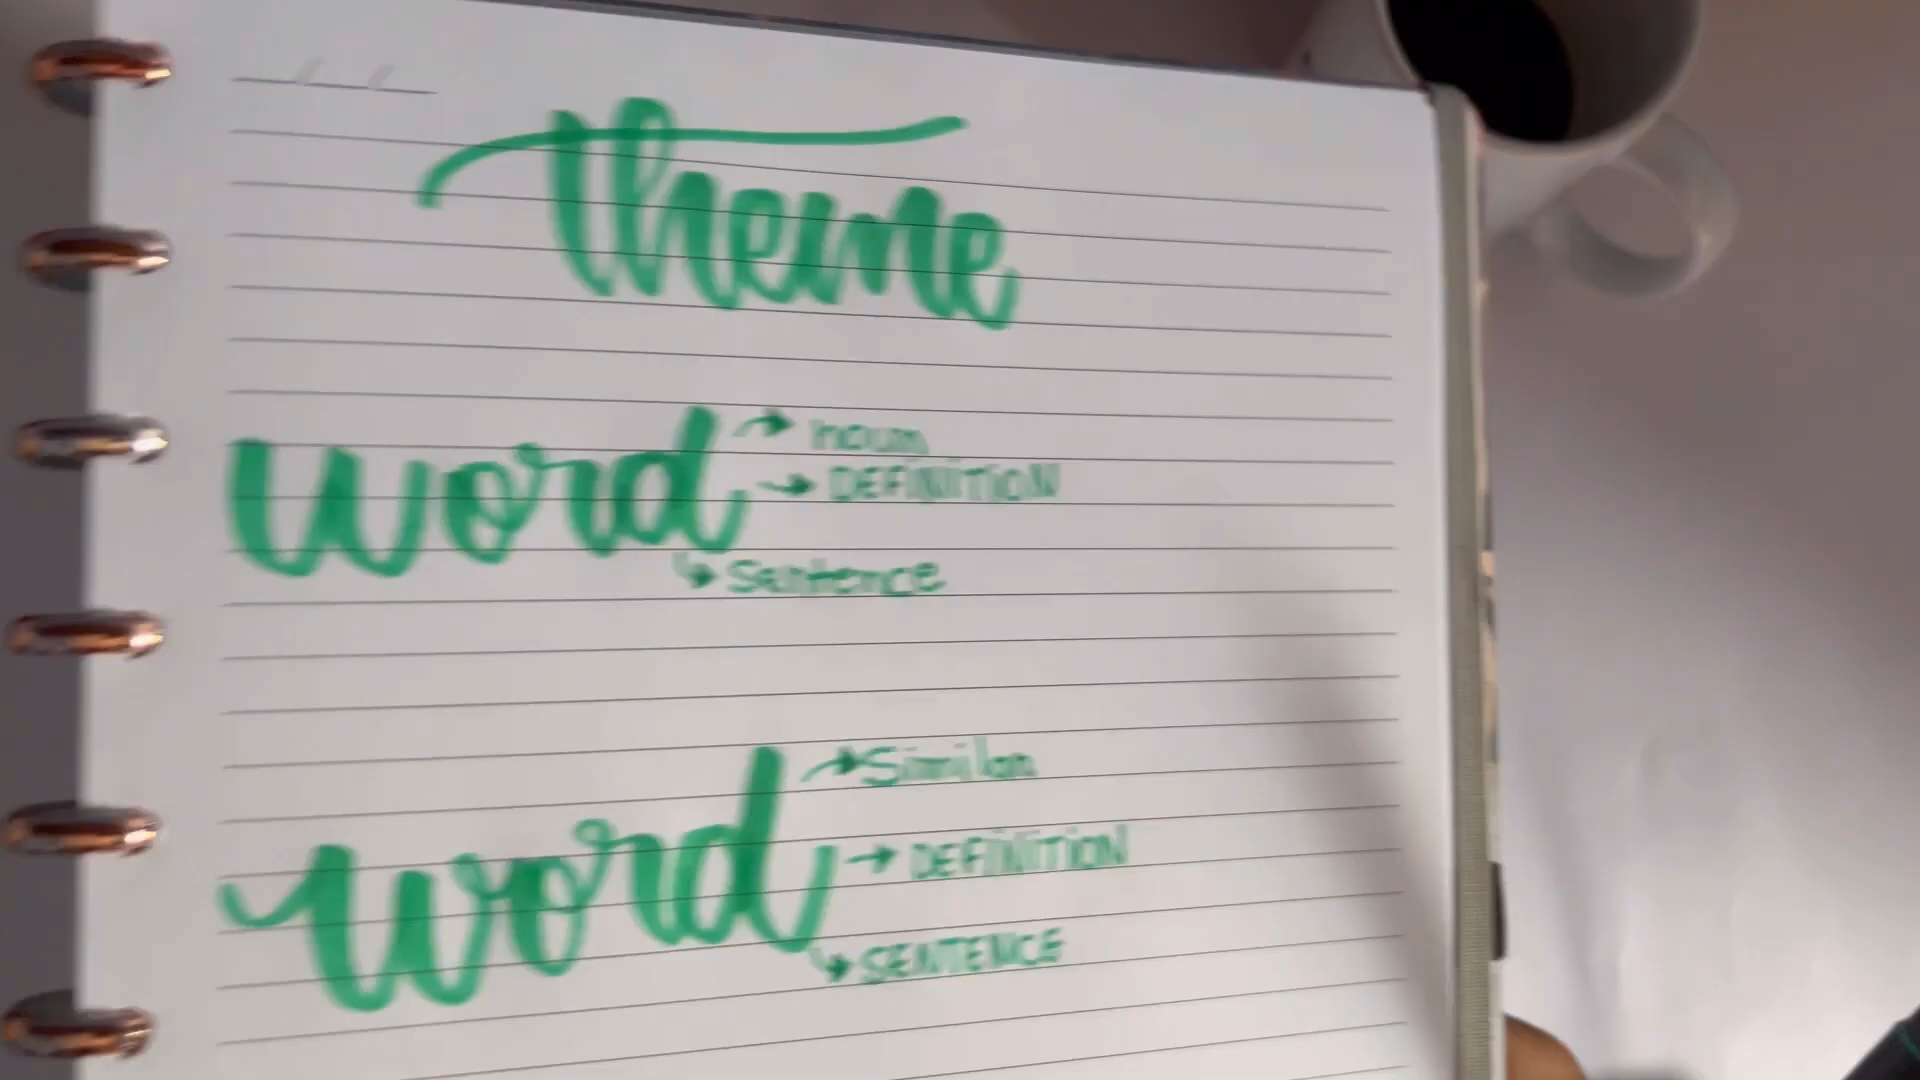 Theme
word → noun
→ DEFINITION
↳ Sentence
word → Similar
→ DEFINITION
↳ SENTENCE